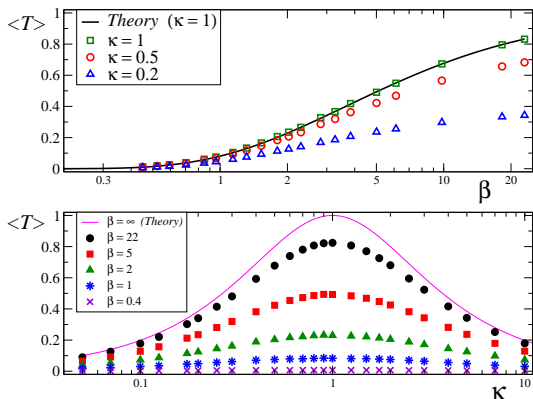 <T>
1
0.8
0.6
0.4
0.2
0
Theory (κ = 1)
κ = 1
κ = 0.5
κ = 0.2
0.3 1 2 5 10 20
β
<T>
1
0.8
0.6
0.4
0.2
0
β = ∞ (Theory)
β = 22
β = 5
β = 2
β = 1
β = 0.4
0.1 1 10
κ